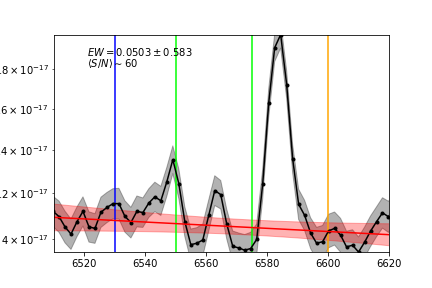 EW = 0.0503 ± 0.583
⟨S/N⟩ ~ 60
.8 × 10⁻¹⁷
.6 × 10⁻¹⁷
.4 × 10⁻¹⁷
.2 × 10⁻¹⁷
4 × 10⁻¹⁷
6520 6540 6560 6580 6600 6620